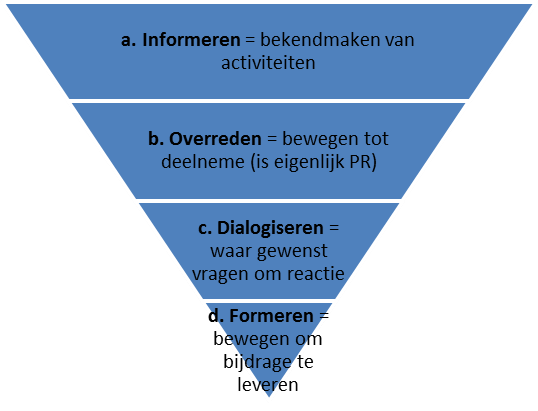 a. Informeren = bekendmaken van
activiteiten
b. Overreden = bewegen tot
deelneme (is eigenlijk PR)
c. Dialogiseren =
waar gewenst
vragen om reactie
d. Formeren =
bewegen om
bijdrage te
leveren